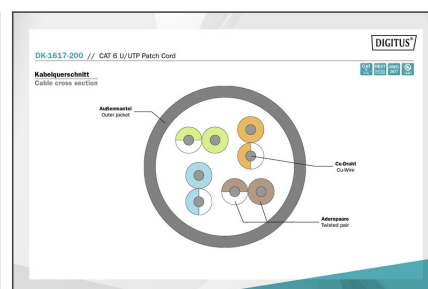 DIGITUS®
DK-1617-200 // CAT 6 U/UTP Patch Cord
Kabelquerschnitt
Cable cross section
Außenmantel
Outer jacket
Cu-Draht
Cu-Wire
Adernpaare
Twisted pair